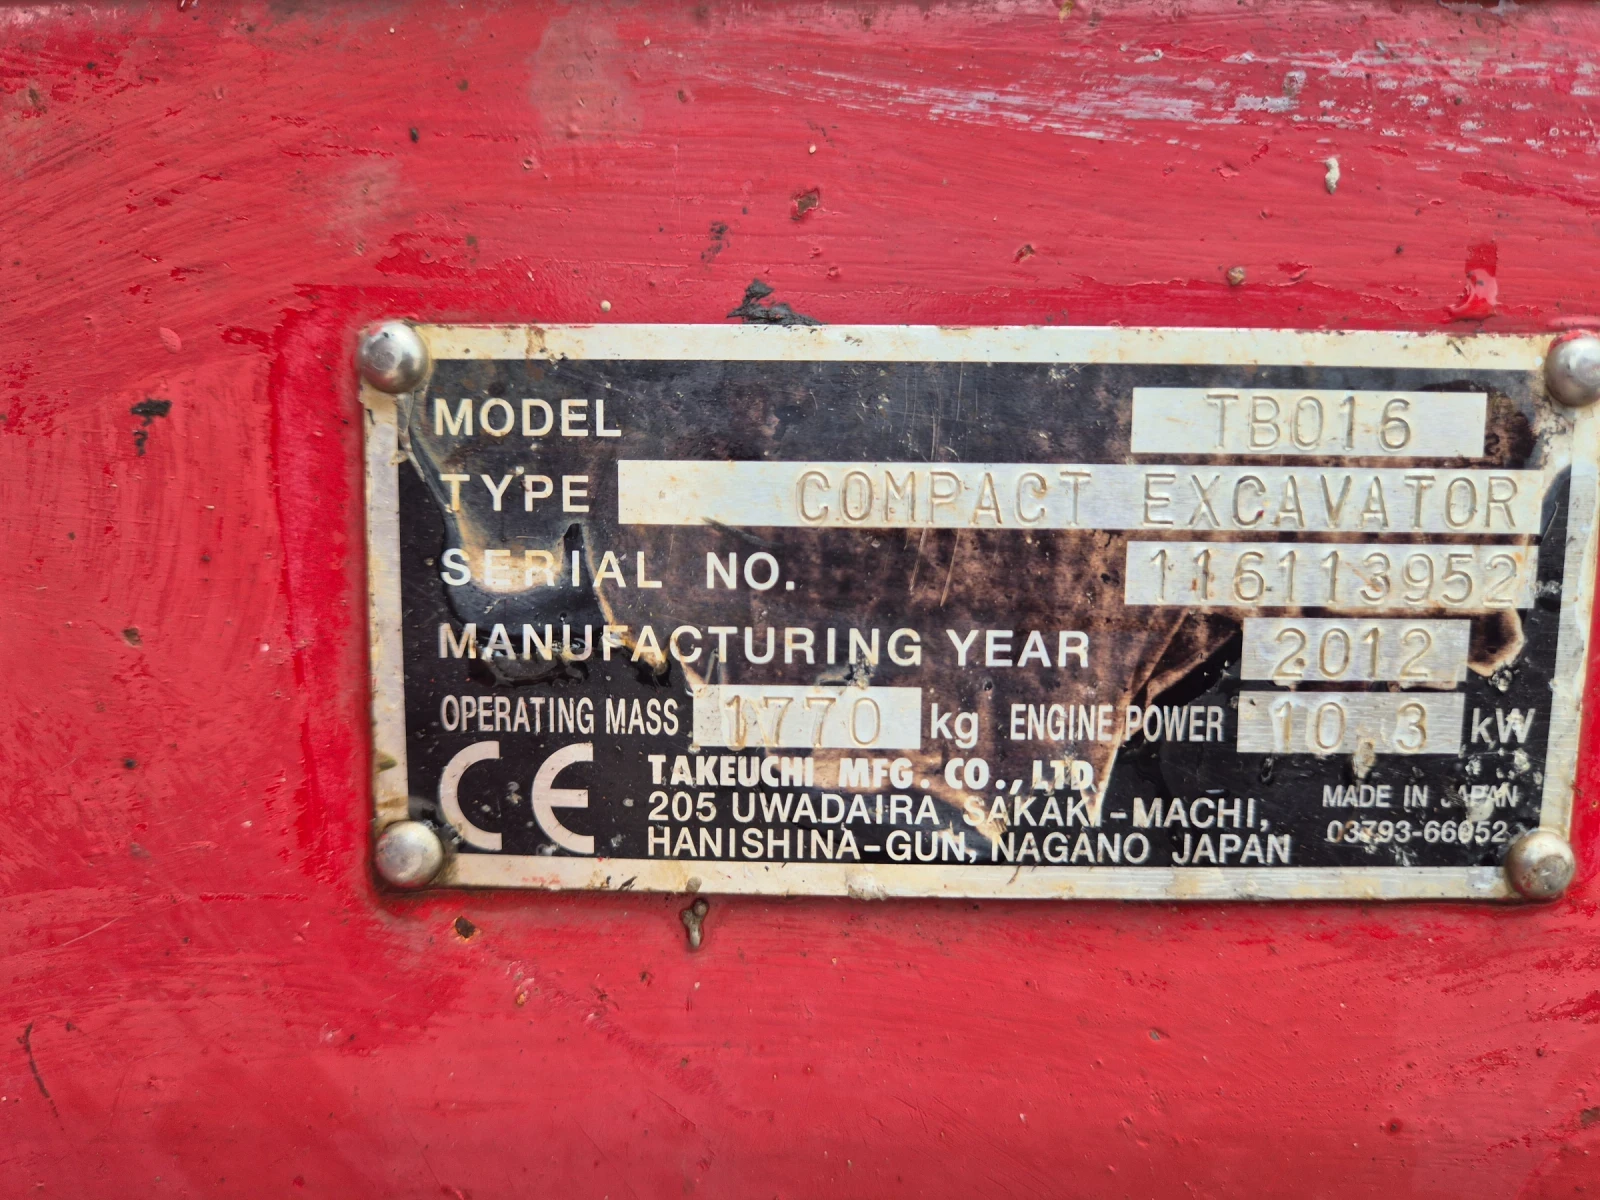 MODEL TB016
TYPE COMPACT EXCAVATOR
SERIAL NO. 116113952
MANUFACTURING YEAR 2012
OPERATING MASS 1770 kg ENGINE POWER 10.3 kW
CE
TAKEUCHI MFG. CO., LTD
205 UWADAIRA SAKAKI-MACHI,
HANISHINA-GUN, NAGANO JAPAN
MADE IN JAPAN
03793-66052